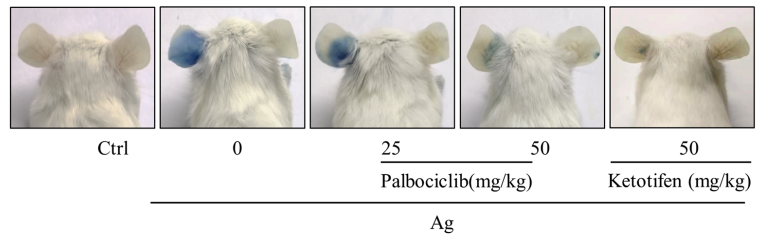 Ctrl 0 25 50 50
Palbociclib(mg/kg) Ketotifen (mg/kg)
Ag